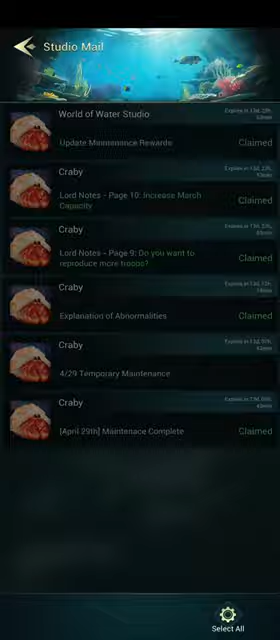 Studio Mail
World of Water Studio
Update Maintenance Rewards
Claimed
Craby
Lord Notes - Page 10: Increase March
Capacity
Claimed
Craby
Lord Notes - Page 9: Do you want to
reproduce more troops?
Claimed
Craby
Explanation of Abnormalities
Claimed
Craby
4/29 Temporary Maintenance
Craby
[April 29th] Maintenace Complete
Claimed
Select All